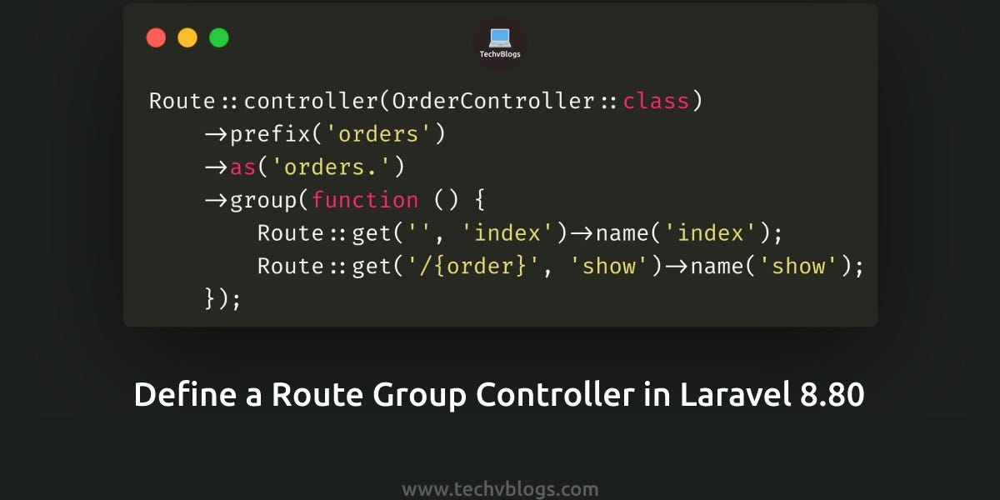 TechvBlogs
Route::controller(OrderController::class)
    ->prefix('orders')
    ->as('orders.')
    ->group(function () {
        Route::get('', 'index')->name('index');
        Route::get('/{order}', 'show')->name('show');
    });
Define a Route Group Controller in Laravel 8.80
www.techvblogs.com